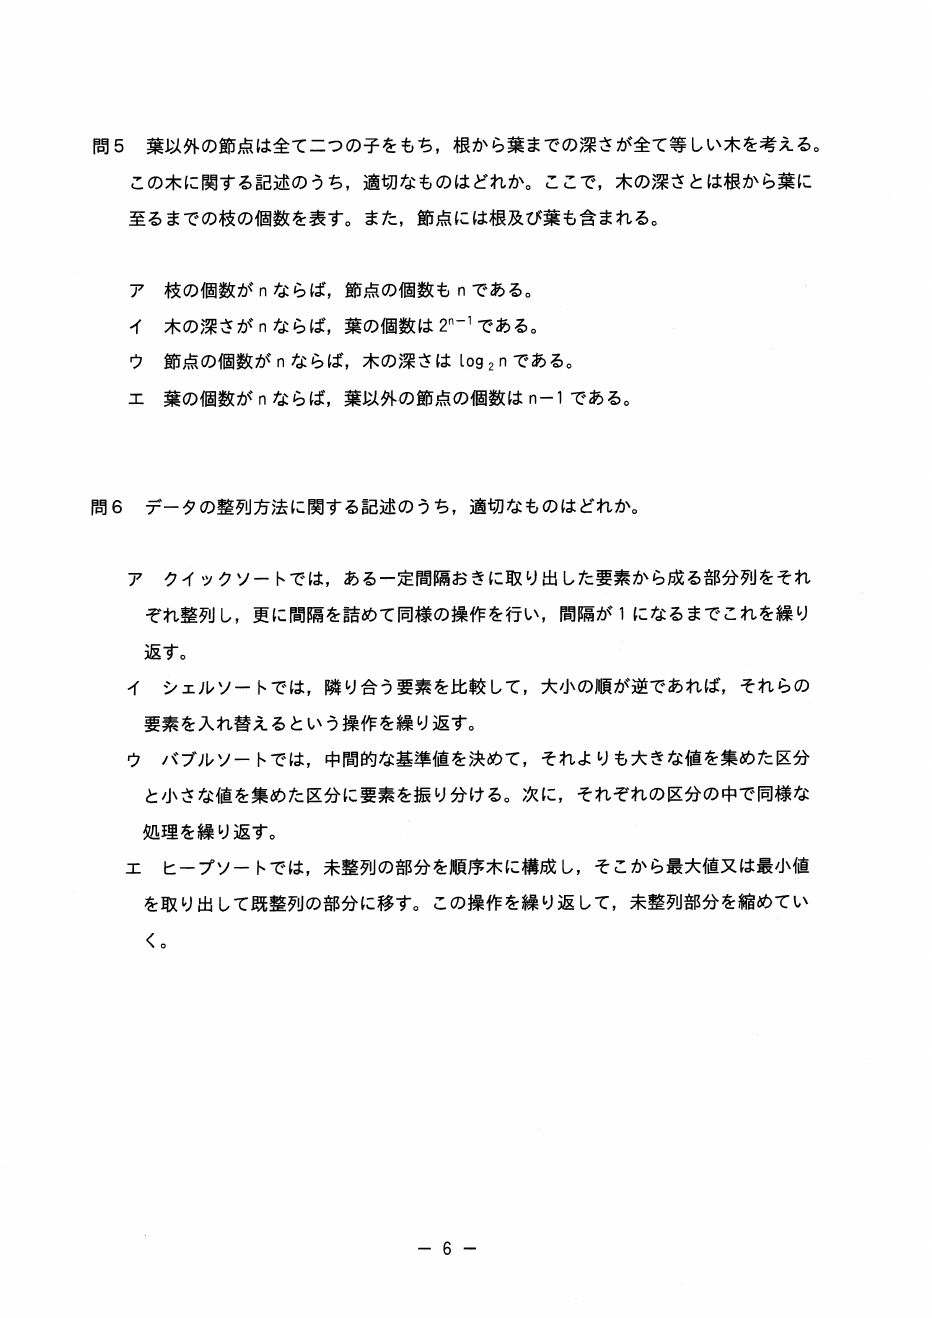 問5　葉以外の節点は全て二つの子をもち，根から葉までの深さが全て等しい木を考える。
この木に関する記述のうち，適切なものはどれか。ここで，木の深さとは根から葉に
至るまでの枝の個数を表す。また，節点には根及び葉も含まれる。
ア　枝の個数がnならば，節点の個数もnである。
イ　木の深さがnならば，葉の個数は2ⁿ⁻¹である。
ウ　節点の個数がnならば，木の深さはlog₂nである。
エ　葉の個数がnならば，葉以外の節点の個数はn－1である。
問6　データの整列方法に関する記述のうち，適切なものはどれか。
ア　クイックソートでは，ある一定間隔おきに取り出した要素から成る部分列をそれ
ぞれ整列し，更に間隔を詰めて同様の操作を行い，間隔が1になるまでこれを繰り
返す。
イ　シェルソートでは，隣り合う要素を比較して，大小の順が逆であれば，それらの
要素を入れ替えるという操作を繰り返す。
ウ　バブルソートでは，中間的な基準値を決めて，それよりも大きな値を集めた区分
と小さな値を集めた区分に要素を振り分ける。次に，それぞれの区分の中で同様な
処理を繰り返す。
エ　ヒープソートでは，未整列の部分を順序木に構成し，そこから最大値又は最小値
を取り出して既整列の部分に移す。この操作を繰り返して，未整列部分を縮めてい
く。
－ 6 －